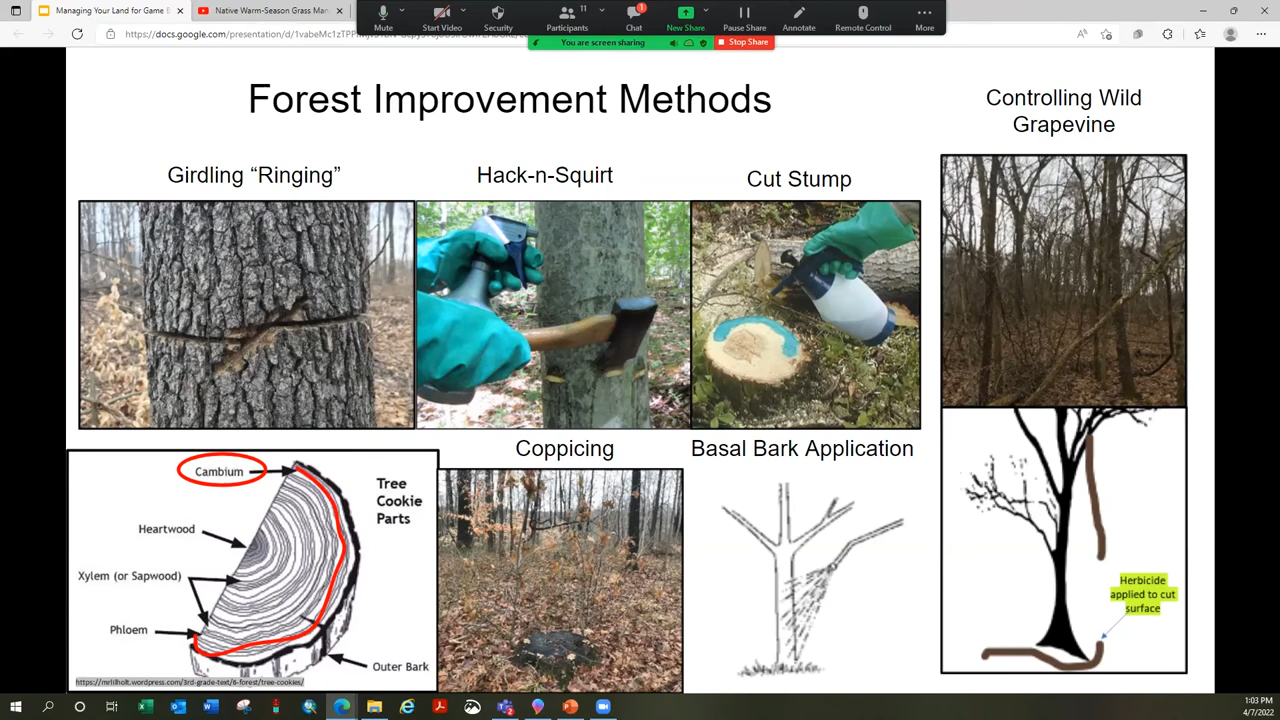 Managing Your Land for Game B
Native Warm-Season Grass Man
Mute
Start Video
Security
11
Participants
1
Chat
New Share
Pause Share
Annotate
Remote Control
More
https://docs.google.com/presentation/d/
You are screen sharing
Stop Share
Forest Improvement Methods
Controlling Wild
Grapevine
Girdling “Ringing”
Hack-n-Squirt
Cut Stump
Coppicing
Basal Bark Application
Cambium
Tree
Cookie
Parts
Heartwood
Xylem (or Sapwood)
Phloem
Outer Bark
https://mrlillholt.wordpress.com/3rd-grade-text/6-forest/tree-cookies/
Herbicide
applied to cut
surface
1:03 PM
4/7/2022